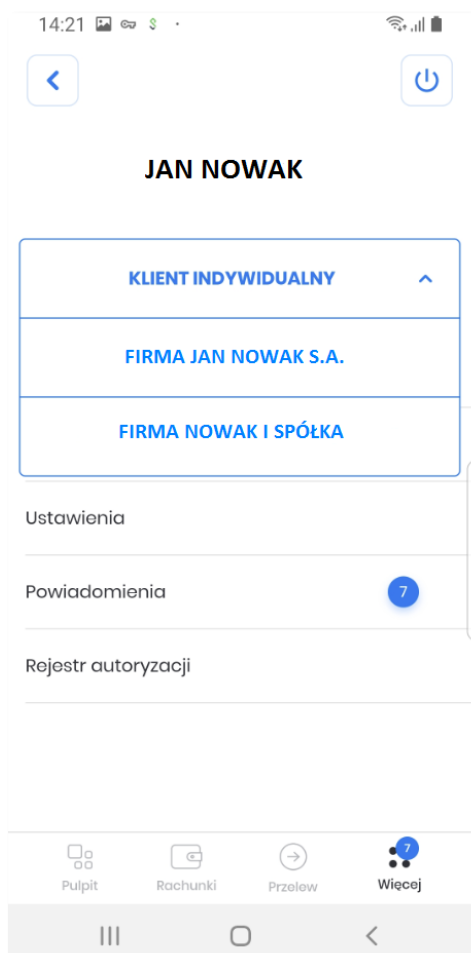 14:21
JAN NOWAK
KLIENT INDYWIDUALNY
FIRMA JAN NOWAK S.A.
FIRMA NOWAK I SPÓŁKA
Ustawienia
Powiadomienia 7
Rejestr autoryzacji
7
Pulpit Rachunki Przelew Więcej